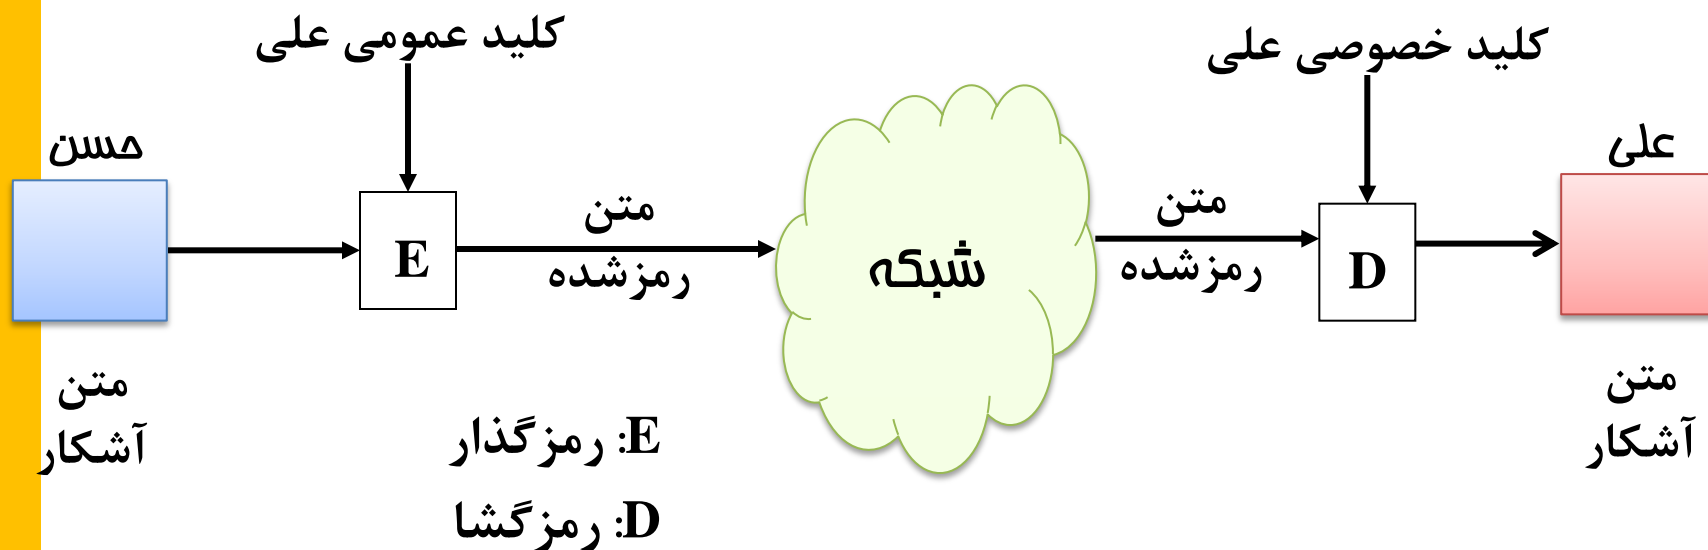 کلید عمومی علی
کلید خصوصی علی
حسن
علی
E
متن
رمزشده
شبکه
متن
رمزشده
D
متن
آشکار
متن
آشکار
E: رمزگذار
D: رمزگشا